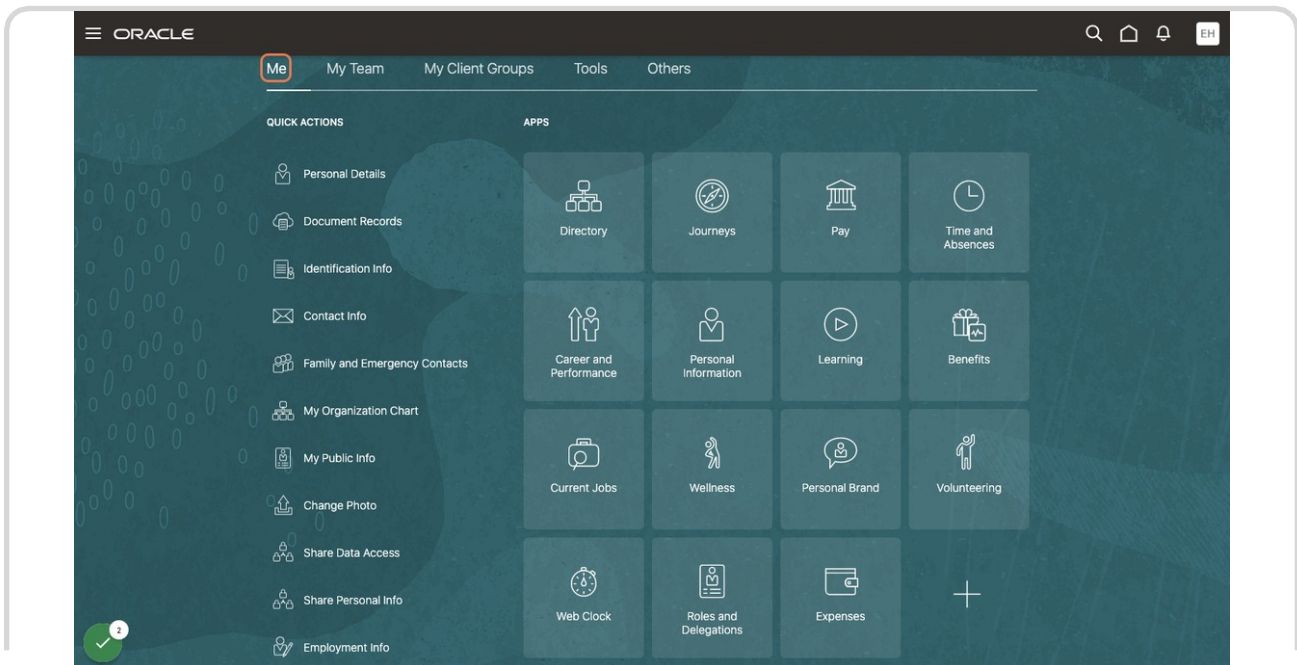 ORACLE
EH
Me
My Team
My Client Groups
Tools
Others
QUICK ACTIONS
Personal Details
Document Records
Identification Info
Contact Info
Family and Emergency Contacts
My Organization Chart
My Public Info
Change Photo
Share Data Access
Share Personal Info
Employment Info
APPS
Directory
Journeys
Pay
Time and
Absences
Career and
Performance
Personal
Information
Learning
Benefits
Current Jobs
Wellness
Personal Brand
Volunteering
Web Clock
Roles and
Delegations
Expenses
2